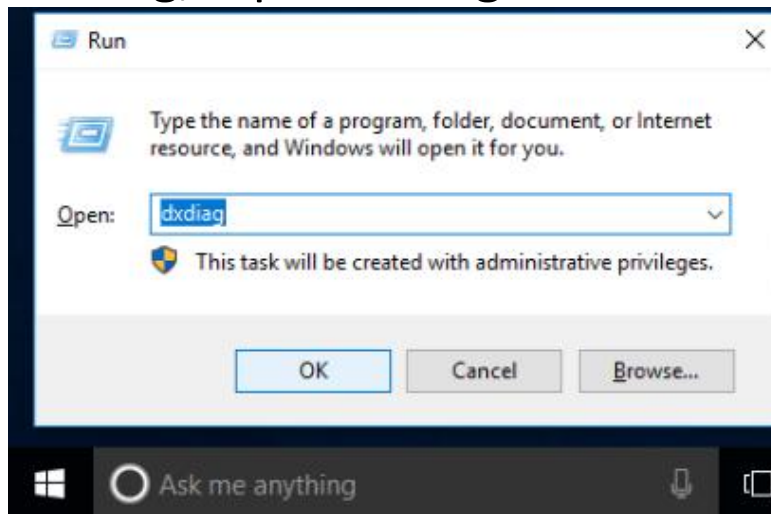 Run
Type the name of a program, folder, document, or Internet
resource, and Windows will open it for you.
Open: dxdiag
This task will be created with administrative privileges.
OK Cancel Browse...
Ask me anything